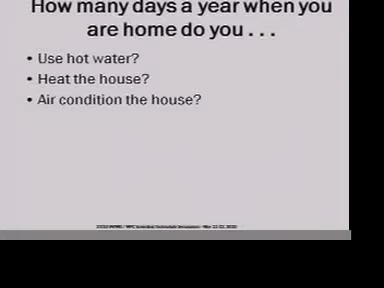 How many days a year when you
are home do you . . .
• Use hot water?
• Heat the house?
• Air condition the house?